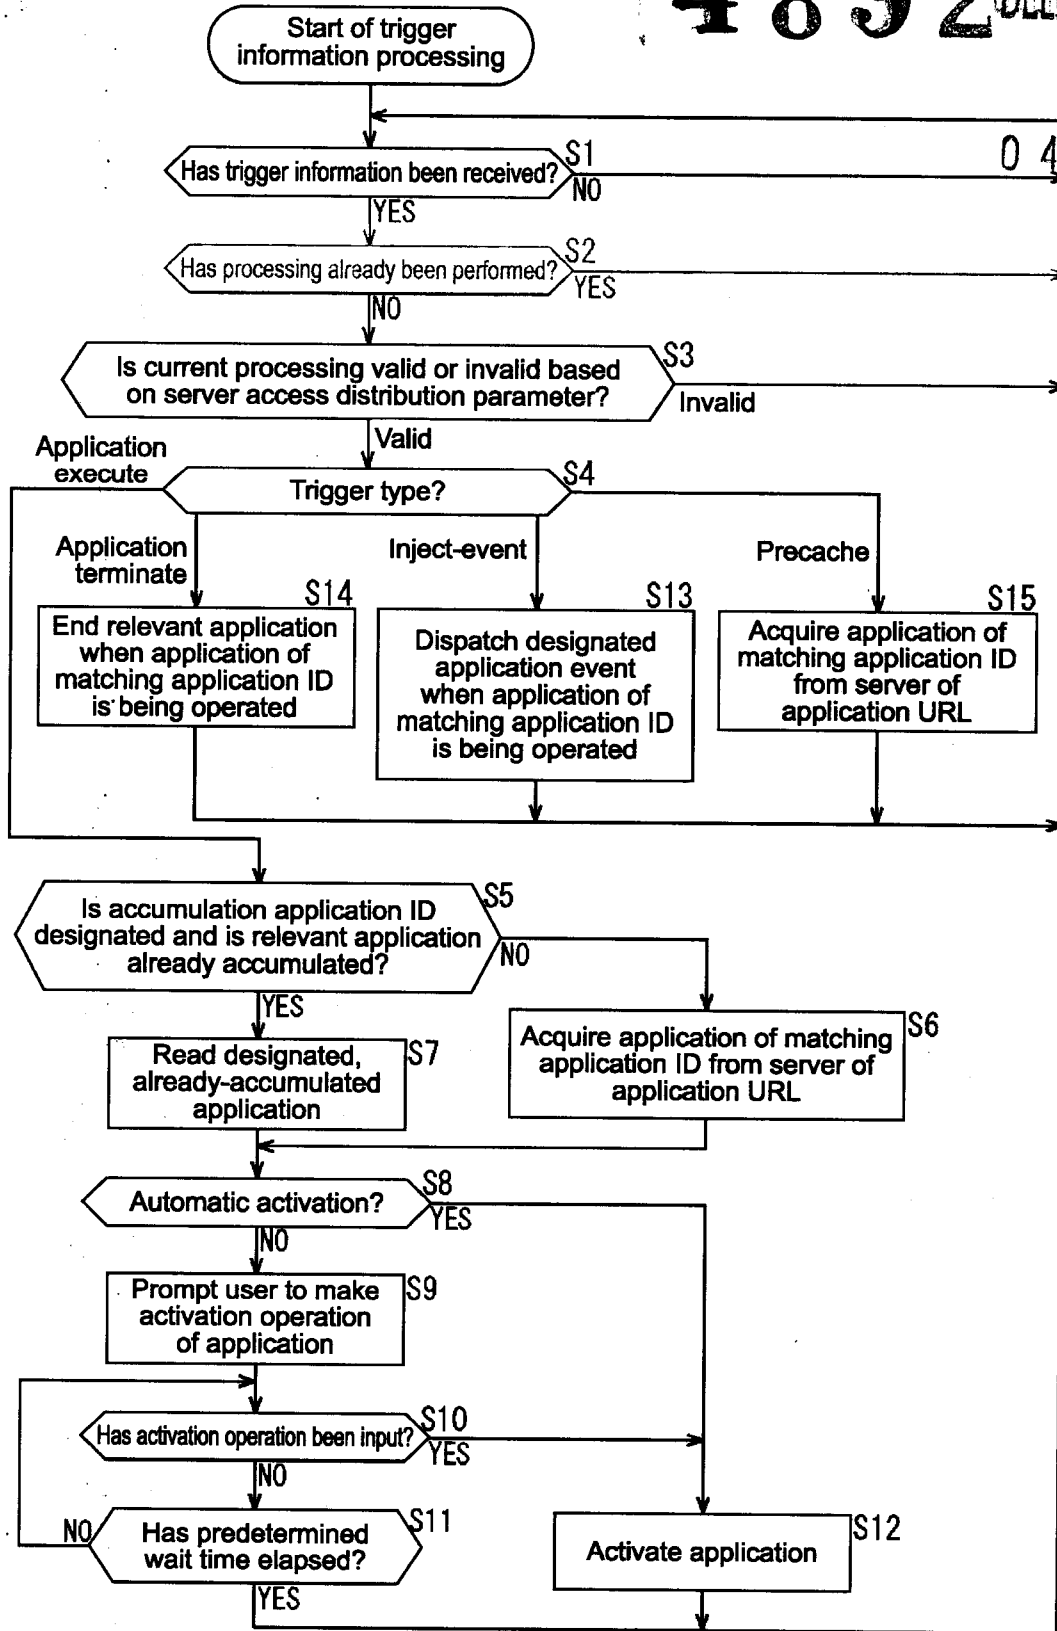 4892
Start of trigger
information processing
0 4
Has trigger information been received?
S1
NO
YES
Has processing already been performed?
S2
YES
NO
Is current processing valid or invalid based
on server access distribution parameter?
S3
Invalid
Valid
Application
execute
Trigger type?
S4
Application
terminate
Inject-event
Precache
S14
End relevant application
when application of
matching application ID
is being operated
S13
Dispatch designated
application event
when application of
matching application ID
is being operated
S15
Acquire application of
matching application ID
from server of
application URL
Is accumulation application ID
designated and is relevant application
already accumulated?
S5
NO
YES
Read designated,
already-accumulated
application
S7
Acquire application of matching
application ID from server of
application URL
S6
Automatic activation?
S8
YES
NO
Prompt user to make
activation operation
of application
S9
Has activation operation been input?
S10
YES
NO
NO
Has predetermined
wait time elapsed?
S11
YES
Activate application
S12